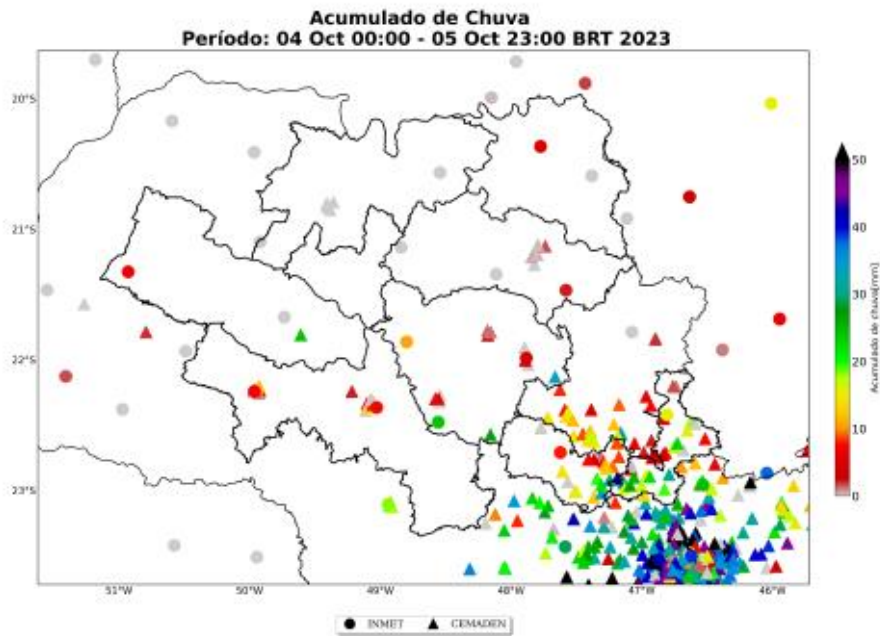 Acumulado de Chuva
Período: 04 Oct 00:00 - 05 Oct 23:00 BRT 2023
20°S
21°S
22°S
23°S
51°W
50°W
49°W
48°W
47°W
46°W
50
40
30
20
10
0
Acumulado de chuva[mm]
INMET
CEMADEN